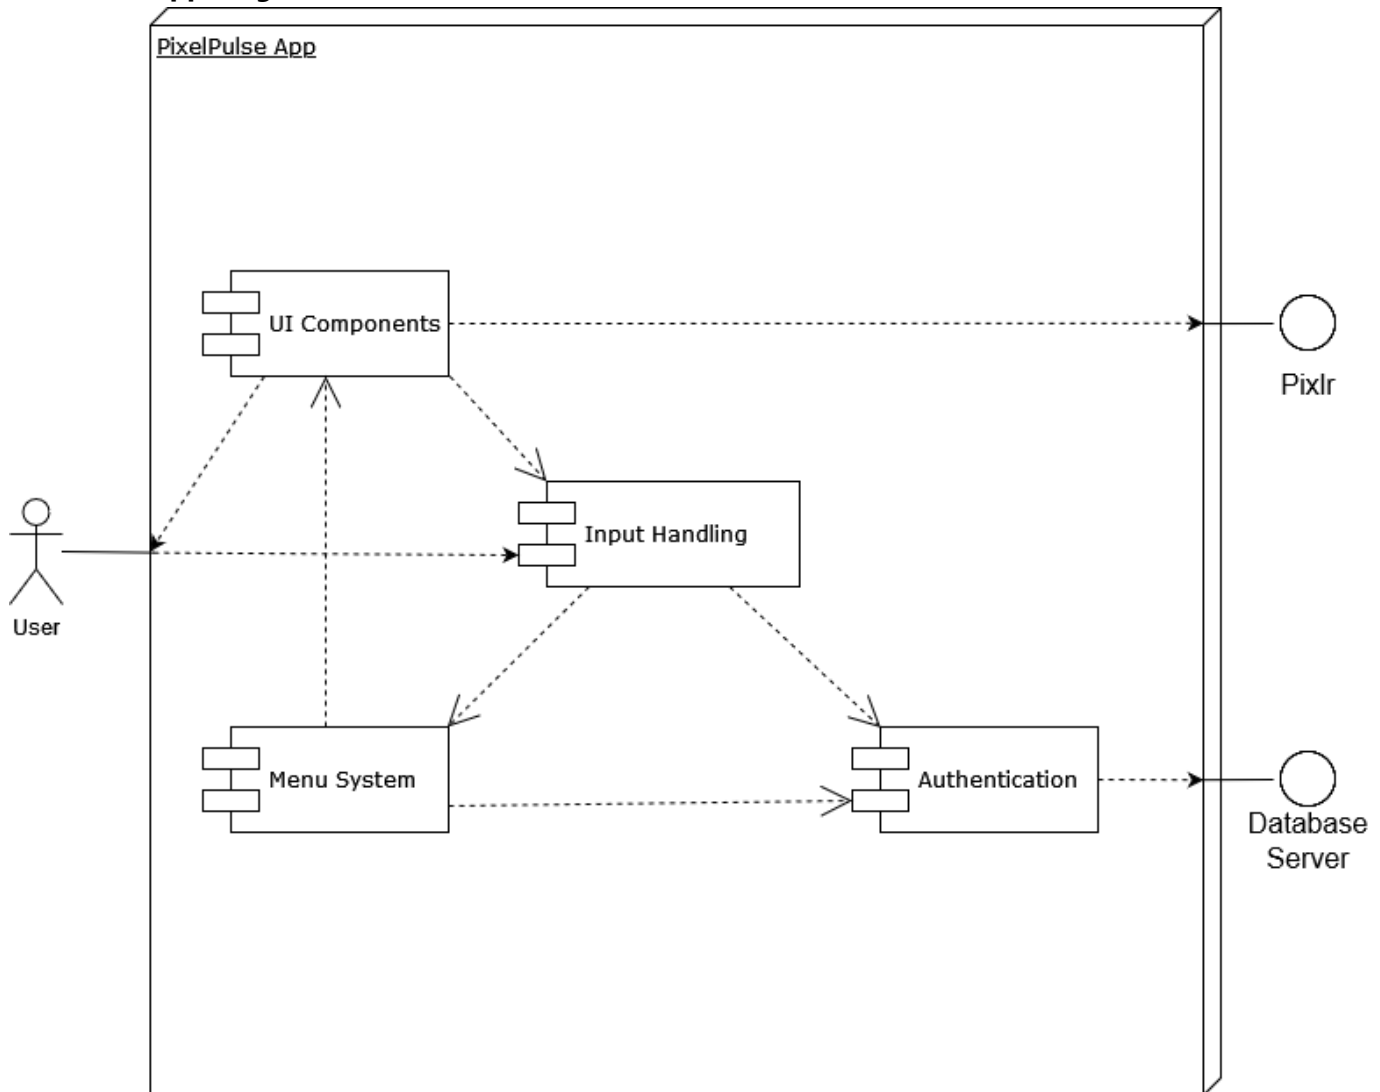 PixelPulse App
UI Components
Pixlr
Input Handling
User
Menu System
Authentication
Database
Server